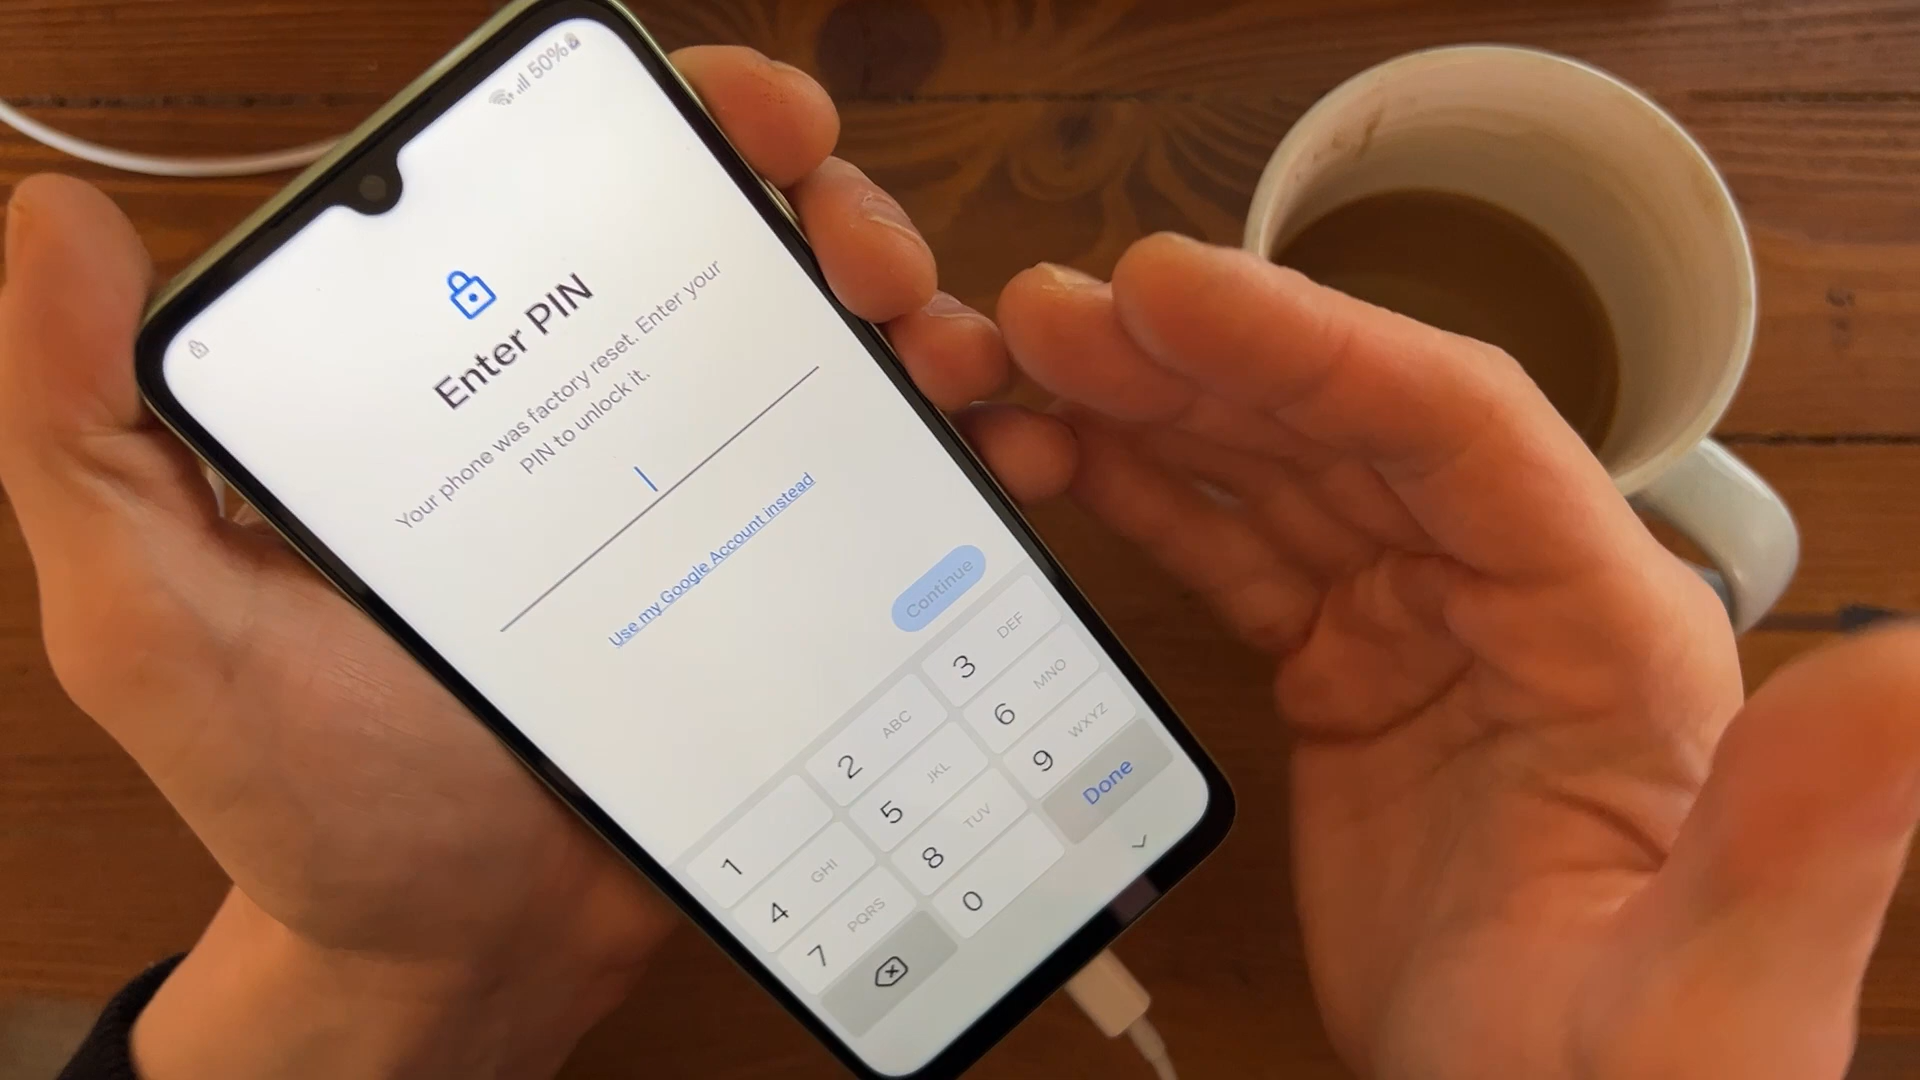 50%
Enter PIN
Your phone was factory reset. Enter your
PIN to unlock it.
Use my Google Account instead
Continue
1
2 ABC
3 DEF
4 GHI
5 JKL
6 MNO
7 PQRS
8 TUV
9 WXYZ
0
Done